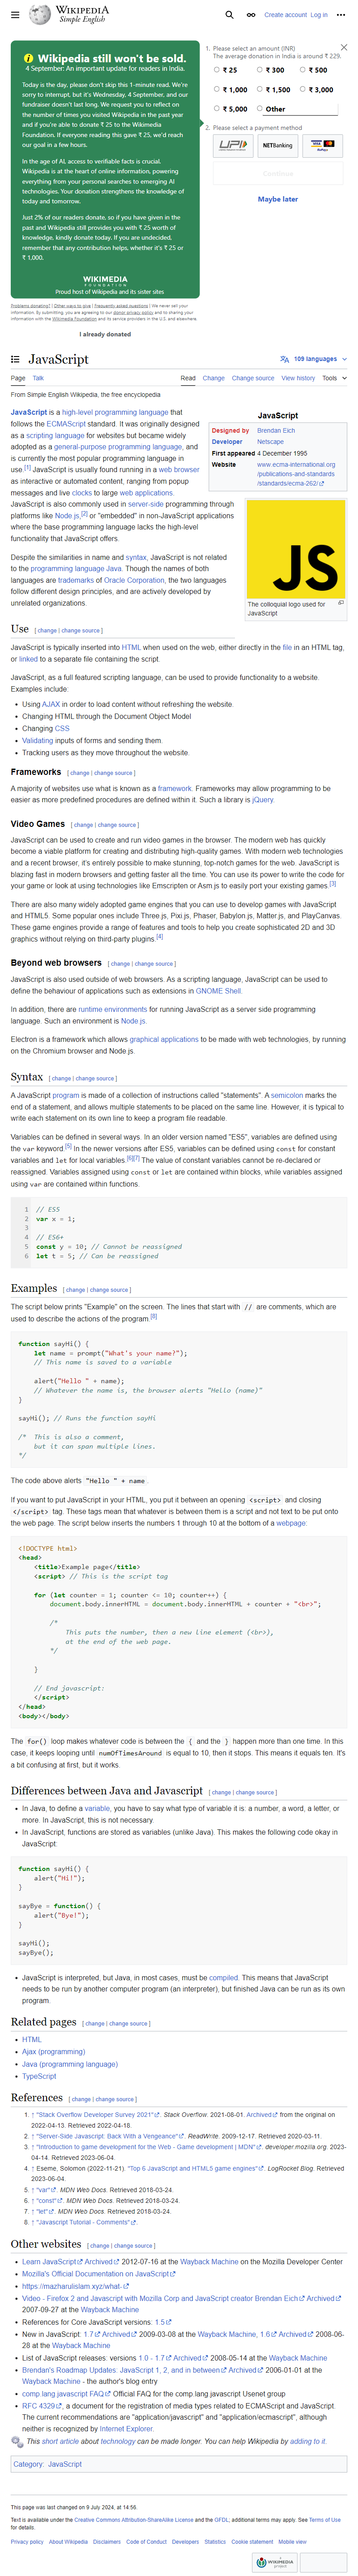 WIKIPEDIA
Simple English
Create account Log in
Wikipedia still won't be sold.
4 September: An important update for readers in India.
Today is the day, please don't skip this 1-minute read. We're
sorry to interrupt, but it's Wednesday, 4 September, and our
fundraiser doesn't last long. We request you to reflect on
the number of times you visited Wikipedia in the past year
and if you're able to donate ₹ 25 to the Wikimedia
Foundation. If everyone reading this gave ₹ 25, we'd reach
our goal in a few hours.
In the age of AI, access to verifiable facts is crucial.
Wikipedia is at the heart of online information, powering
everything from your personal searches to emerging AI
technologies. Your donation strengthens the knowledge of
today and tomorrow.
Just 2% of our readers donate, so if you have given in the
past and Wikipedia still provides you with ₹ 25 worth of
knowledge, kindly donate today. If you are undecided,
remember that any contribution helps, whether it's ₹ 25 or
₹ 1,000.
WIKIMEDIA
FOUNDATION
Proud host of Wikipedia and its sister sites
1. Please select an amount (INR)
The average donation in India is around ₹ 229.
₹ 25
₹ 300
₹ 500
₹ 1,000
₹ 1,500
₹ 3,000
₹ 5,000
Other
2. Please select a payment method
UPI
NETBanking
VISA
RuPay
Continue
Maybe later
Problems donating? | Other ways to give | Frequently asked questions | We never sell your
information. By submitting, you are agreeing to our donor privacy policy and to sharing your
information with the Wikimedia Foundation and its service providers in the U.S. and elsewhere.
I already donated
JavaScript
109 languages
Page Talk
Read Change Change source View history Tools
From Simple English Wikipedia, the free encyclopedia
JavaScript is a high-level programming language that
follows the ECMAScript standard. It was originally designed
as a scripting language for websites but became widely
adopted as a general-purpose programming language, and
is currently the most popular programming language in
use.[1] JavaScript is usually found running in a web browser
as interactive or automated content, ranging from popup
messages and live clocks to large web applications.
JavaScript is also commonly used in server-side programming through
platforms like Node.js,[2] or "embedded" in non-JavaScript applications
where the base programming language lacks the high-level
functionality that JavaScript offers.
Despite the similarities in name and syntax, JavaScript is not related
to the programming language Java. Though the names of both
languages are trademarks of Oracle Corporation, the two languages
follow different design principles, and are actively developed by
unrelated organizations.
JavaScript
Designed by Brendan Eich
Developer Netscape
First appeared 4 December 1995
Website www.ecma-international.org
/publications-and-standards
/standards/ecma-262/
JS
The colloquial logo used for
JavaScript
Use [ change | change source ]
JavaScript is typically inserted into HTML when used on the web, either directly in the file in an HTML tag,
or linked to a separate file containing the script.
JavaScript, as a full featured scripting language, can be used to provide functionality to a website.
Examples include:
• Using AJAX in order to load content without refreshing the website.
• Changing HTML through the Document Object Model
• Changing CSS.
• Validating inputs of forms and sending them.
• Tracking users as they move throughout the website.
Frameworks [ change | change source ]
A majority of websites use what is known as a framework. Frameworks may allow programming to be
easier as more predefined procedures are defined within it. Such a library is jQuery.
Video Games [ change | change source ]
JavaScript can be used to create and run video games in the browser. The modern web has quickly
become a viable platform for creating and distributing high-quality games. With modern web technologies
and a recent browser, it's entirely possible to make stunning, top-notch games for the web. JavaScript is
blazing fast in modern browsers and getting faster all the time. You can use its power to write the code for
your game or look at using technologies like Emscripten or Asm.js to easily port your existing games.[3]
There are also many widely adopted game engines that you can use to develop games with JavaScript
and HTML5. Some popular ones include Three.js, Pixi.js, Phaser, Babylon.js, Matter.js, and PlayCanvas.
These game engines provide a range of features and tools to help you create sophisticated 2D and 3D
graphics without relying on third-party plugins.[4]
Beyond web browsers [ change | change source ]
JavaScript is also used outside of web browsers. As a scripting language, JavaScript can be used to
define the behaviour of applications such as extensions in GNOME Shell.
In addition, there are runtime environments for running JavaScript as a server side programming
language. Such an environment is Node.js.
Electron is a framework which allows graphical applications to be made with web technologies, by running
on the Chromium browser and Node.js.
Syntax [ change | change source ]
A JavaScript program is made of a collection of instructions called "statements". A semicolon marks the
end of a statement, and allows multiple statements to be placed on the same line. However, it is typical to
write each statement on its own line to keep a program file readable.
Variables can be defined in several ways. In an older version named "ES5", variables are defined using
the var keyword.[5] In the newer versions after ES5, variables can be defined using const for constant
variables and let for local variables.[6][7] The value of constant variables cannot be re-declared or
reassigned. Variables assigned using const or let are contained within blocks, while variables assigned
using var are contained within functions.
1 // ES5
2 var x = 1;
3
4 // ES6+
5 const y = 10; // Cannot be reassigned
6 let t = 5; // Can be reassigned
Examples [ change | change source ]
The script below prints "Example" on the screen. The lines that start with // are comments, which are
used to describe the actions of the program.[8]
function sayHi() {
let name = prompt("What's your name?");
// This name is saved to a variable
alert("Hello " + name);
// Whatever the name is, the browser alerts "Hello (name)"
}
sayHi(); // Runs the function sayHi
/* This is also a comment,
but it can span multiple lines.
*/
The code above alerts "Hello " + name.
If you want to put JavaScript in your HTML, you put it between an opening <script> and closing
</script> tag. These tags mean that whatever is between them is a script and not text to be put onto
the web page. The script below inserts the numbers 1 through 10 at the bottom of a webpage:
<!DOCTYPE html>
<head>
<title>Example page</title>
<script> // This is the script tag
for (let counter = 1; counter <= 10; counter++) {
document.body.innerHTML = document.body.innerHTML + counter + "<br>";
/*
This puts the number, then a new line element (<br>),
at the end of the web page.
*/
}
// End javascript:
</script>
</head>
<body></body>
The for() loop makes whatever code is between the { and the } happen more than one time. In this
case, it keeps looping until numOfTimesAround is equal to 10, then it stops. This means it equals ten. It's
a bit confusing at first, but it works.
Differences between Java and Javascript [ change | change source ]
• In Java, to define a variable, you have to say what type of variable it is: a number, a word, a letter, or
more. In JavaScript, this is not necessary.
• In JavaScript, functions are stored as variables (unlike Java). This makes the following code okay in
JavaScript:
function sayHi() {
alert("Hi!");
}
sayBye = function() {
alert("Bye!");
}
sayHi();
sayBye();
• JavaScript is interpreted, but Java, in most cases, must be compiled. This means that JavaScript
needs to be run by another computer program (an interpreter), but finished Java can be run as its own
program.
Related pages [ change | change source ]
• HTML
• Ajax (programming)
• Java (programming language)
• TypeScript
References [ change | change source ]
1. ↑ "Stack Overflow Developer Survey 2021". Stack Overflow. 2021-08-01. Archived from the original on
2022-04-13. Retrieved 2022-04-18.
2. ↑ "Server-Side Javascript: Back With a Vengeance". ReadWrite. 2009-12-17. Retrieved 2020-03-11.
3. ↑ "Introduction to game development for the Web - Game development | MDN". developer.mozilla.org. 2023-
04-14. Retrieved 2023-06-04.
4. ↑ Eseme, Solomon (2022-11-21). "Top 6 JavaScript and HTML5 game engines". LogRocket Blog. Retrieved
2023-06-04.
5. ↑ "var". MDN Web Docs. Retrieved 2018-03-24.
6. ↑ "const". MDN Web Docs. Retrieved 2018-03-24.
7. ↑ "let". MDN Web Docs. Retrieved 2018-03-24.
8. ↑ "Javascript Tutorial - Comments".
Other websites [ change | change source ]
• Learn JavaScript Archived 2012-07-16 at the Wayback Machine on the Mozilla Developer Center
• Mozilla's Official Documentation on JavaScript
• https://mazharulislam.xyz/what-
• Video - Firefox 2 and Javascript with Mozilla Corp and JavaScript creator Brendan Eich Archived
2007-09-27 at the Wayback Machine
• References for Core JavaScript versions: 1.5
• New in JavaScript: 1.7 Archived 2009-03-08 at the Wayback Machine, 1.6 Archived 2008-06-
28 at the Wayback Machine
• List of JavaScript releases: versions 1.0 - 1.7 Archived 2008-05-14 at the Wayback Machine
• Brendan's Roadmap Updates: JavaScript 1, 2, and in between Archived 2006-01-01 at the
Wayback Machine - the author's blog entry
• comp.lang.javascript FAQ Official FAQ for the comp.lang.javascript Usenet group
• RFC 4329, a document for the registration of media types related to ECMAScript and JavaScript.
The current recommendations are "application/javascript" and "application/ecmascript", although
neither is recognized by Internet Explorer.
This short article about technology can be made longer. You can help Wikipedia by adding to it.
Category: JavaScript
This page was last changed on 9 July 2024, at 14:56.
Text is available under the Creative Commons Attribution-ShareAlike License and the GFDL; additional terms may apply. See Terms of Use
for details.
Privacy policy About Wikipedia Disclaimers Code of Conduct Developers Statistics Cookie statement Mobile view
WIKIMEDIA